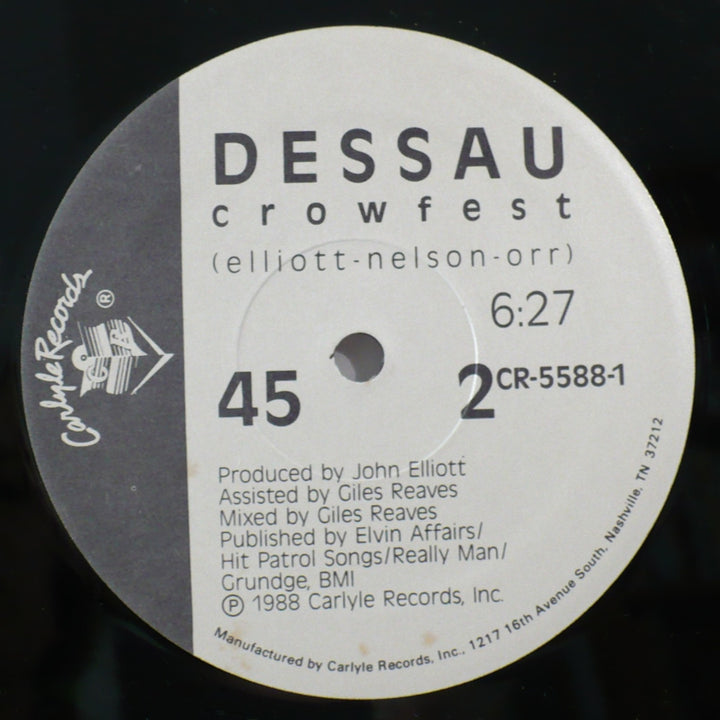 DESSAU
crowfest
(elliott-nelson-orr)
6:27
45
2 CR-5588-1
Produced by John Elliott
Assisted by Giles Reaves
Mixed by Giles Reaves
Published by Elvin Affairs/
Hit Patrol Songs/Really Man/
Grundge, BMI
℗ 1988 Carlyle Records, Inc.
Manufactured by Carlyle Records, Inc., 1217 16th Avenue South, Nashville, TN 37212
Carlyle Records ®